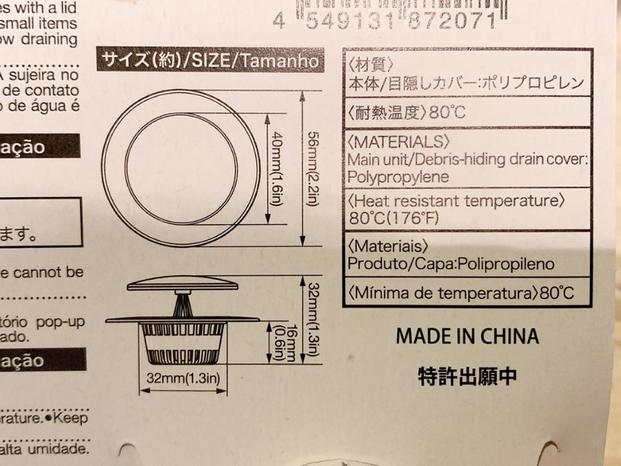 es with a lid
small items
ow draining
A sujeira no
de contato
o de água é
ação
ます。
e cannot be
tório pop-up
ado.
ação
rature.●Keep
alta umidade.
4 549131 872071
サイズ(約)/SIZE/Tamanho
40mm(1.6in)
56mm(2.2in)
32mm(1.3in)
16mm
(0.6in)
32mm(1.3in)
〈材質〉
本体/目隠しカバー:ポリプロピレン
〈耐熱温度〉80℃
〈MATERIALS〉
Main unit/Debris-hiding drain cover:
Polypropylene
〈Heat resistant temperature〉
80℃(176℉)
〈Materiais〉
Produto/Capa:Polipropileno
〈Mínima de temperatura〉80℃
MADE IN CHINA
特許出願中